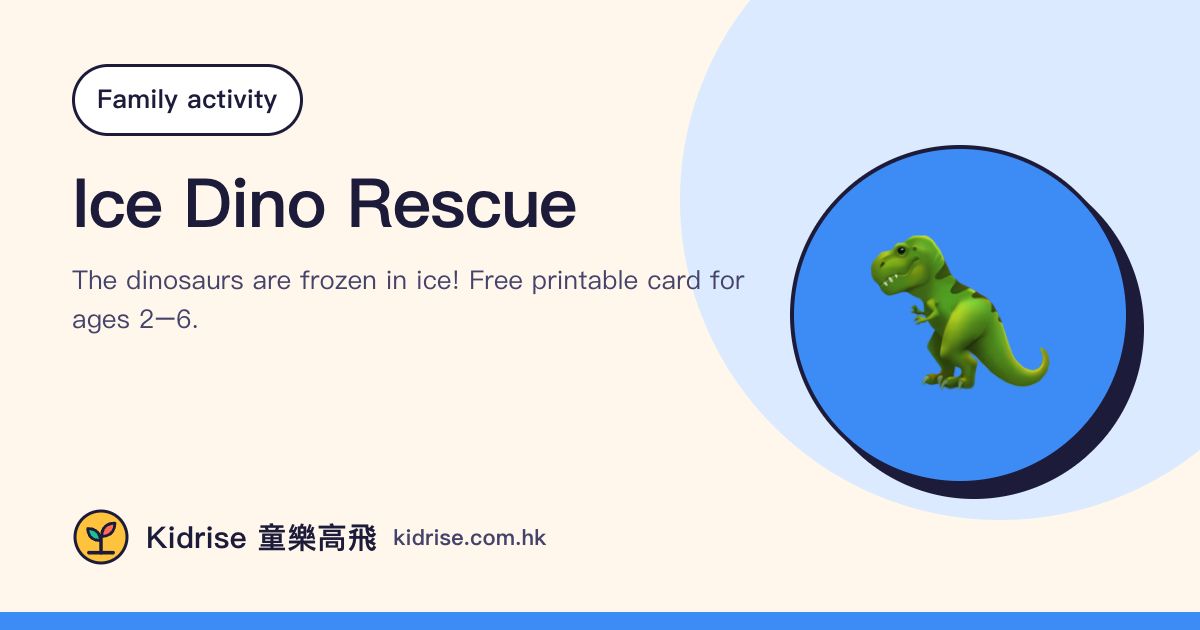 Family activity
Ice Dino Rescue
The dinosaurs are frozen in ice! Free printable card for
ages 2–6.
Kidrise 童樂高飛 kidrise.com.hk